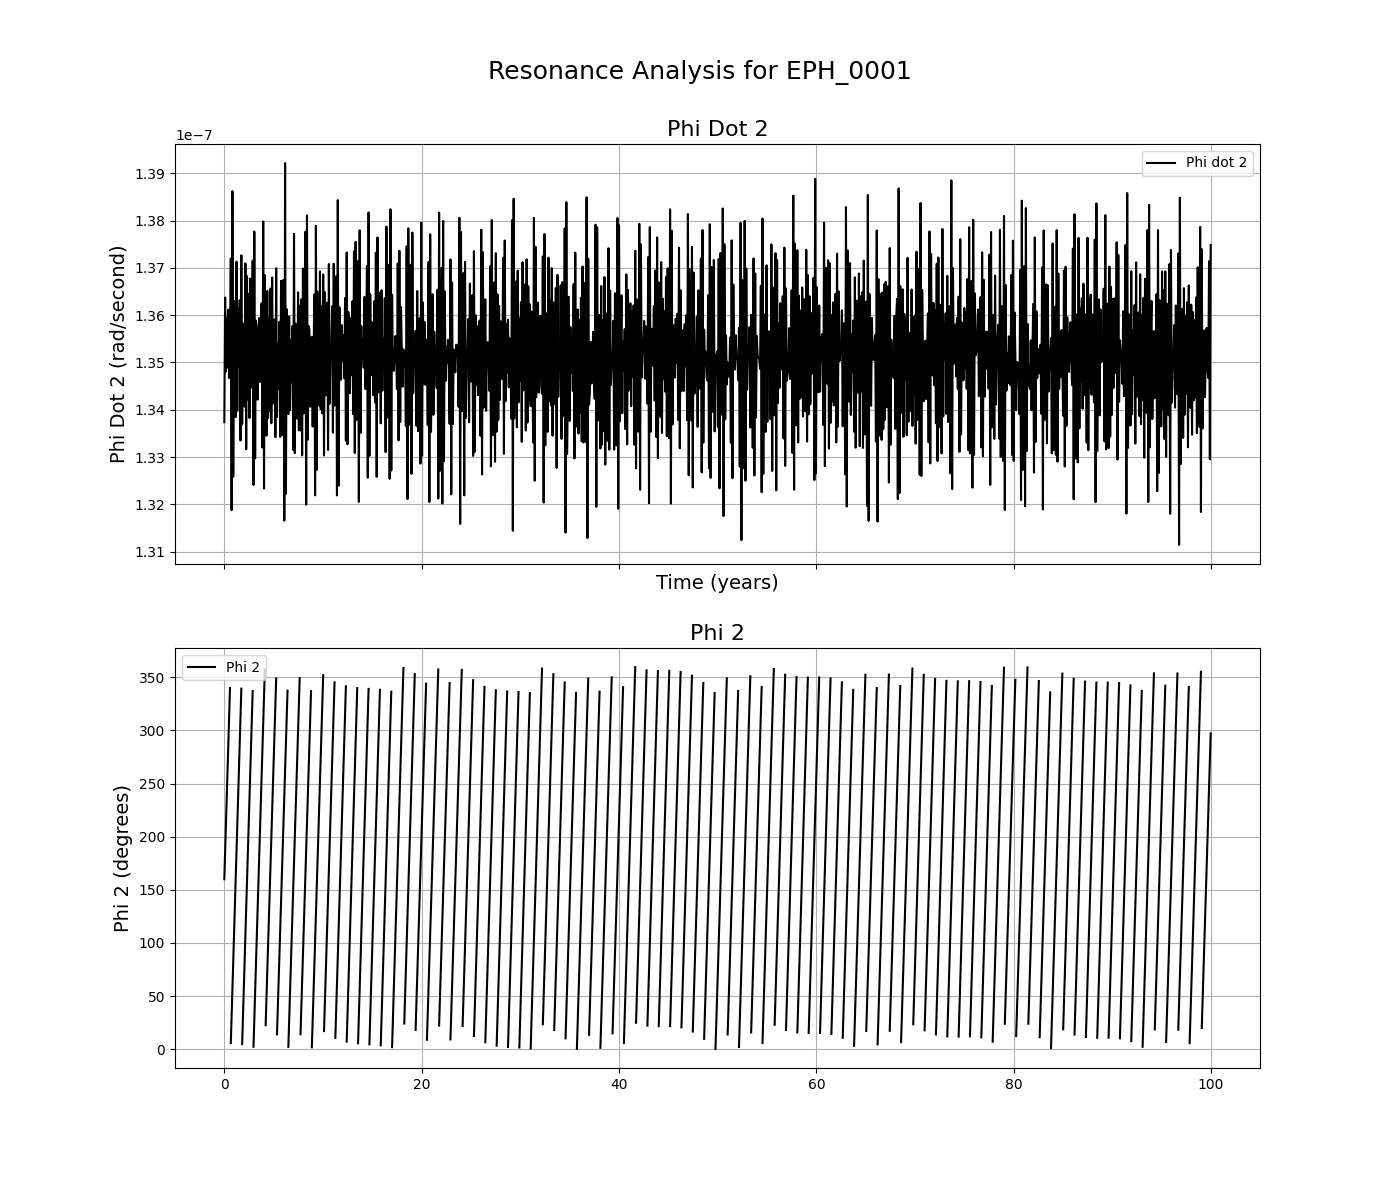 Resonance Analysis for EPH_0001
Phi Dot 2
1e−7
Phi dot 2
1.39
1.38
1.37
1.36
1.35
1.34
1.33
1.32
1.31
Phi Dot 2 (rad/second)
Time (years)
Phi 2
Phi 2
350
300
250
200
150
100
50
0
Phi 2 (degrees)
0 20 40 60 80 100